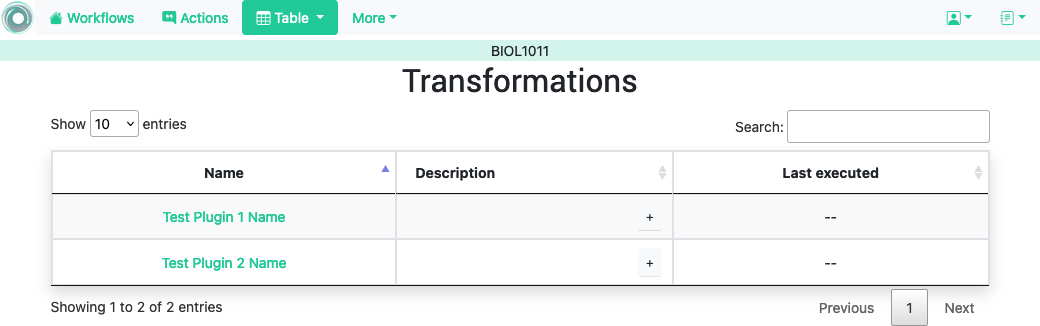 Workflows Actions Table More
BIOL1011
Transformations
Show 10 entries Search:
Name Description Last executed
Test Plugin 1 Name + --
Test Plugin 2 Name + --
Showing 1 to 2 of 2 entries Previous 1 Next